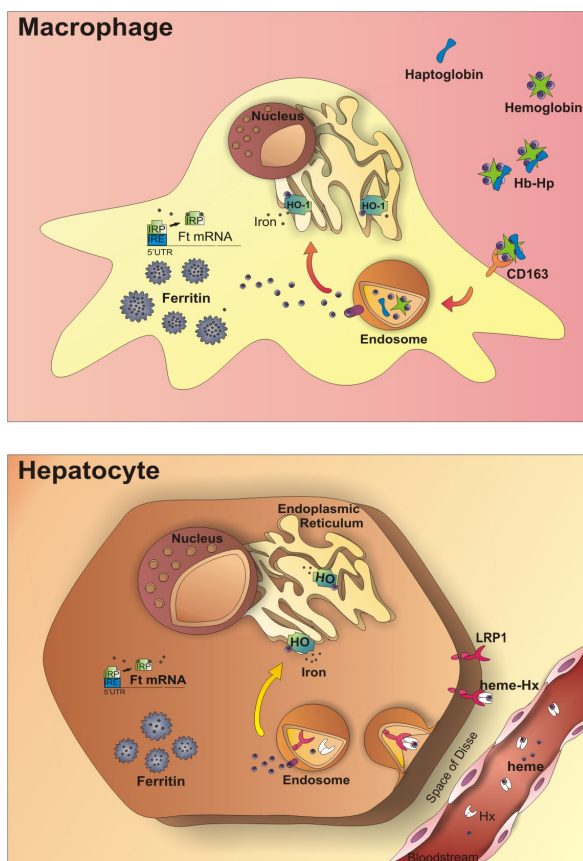 Macrophage
Haptoglobin
Hemoglobin
Nucleus
Hb-Hp
HO-1
HO-1
Iron
IRP
IRP
IRE
Ft mRNA
5'UTR
CD163
Ferritin
Endosome
Hepatocyte
Endoplasmic
Reticulum
Nucleus
HO
HO
LRP1
Iron
heme-Hx
IRP
IRP
IRE
Ft mRNA
5'UTR
Space of Disse
heme
Ferritin
Endosome
Hx
Bloodstream